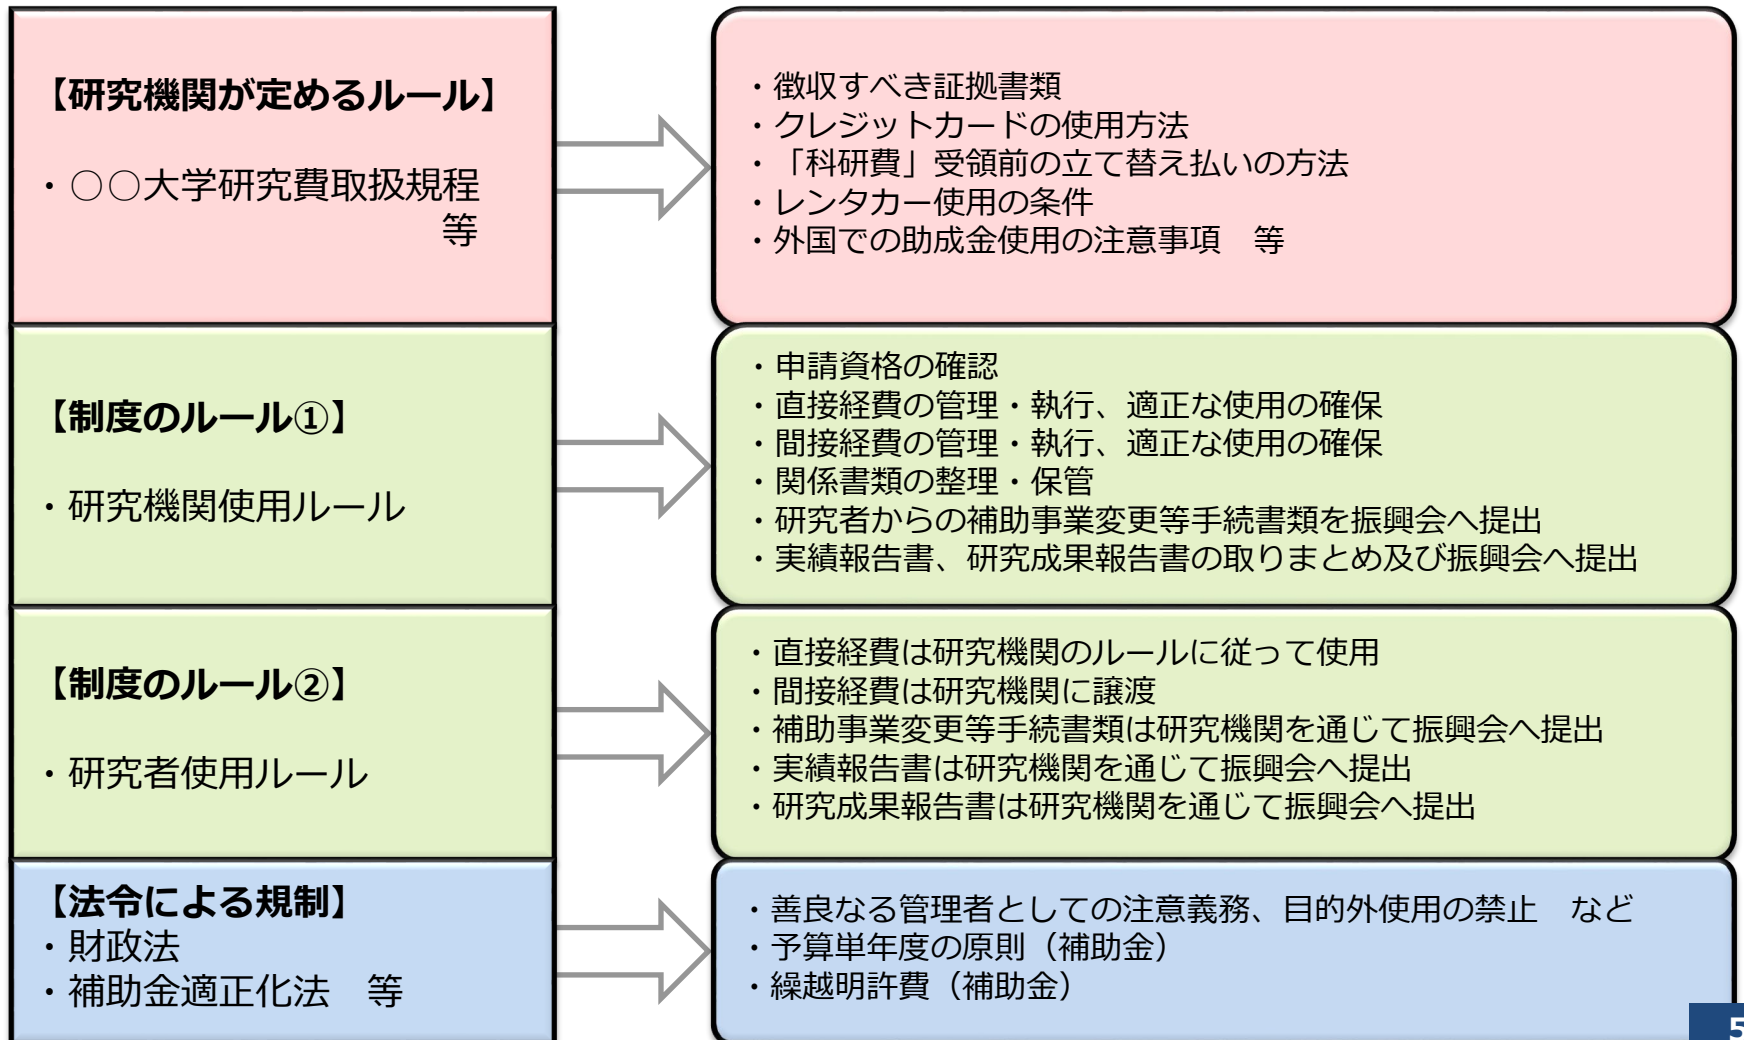 【研究機関が定めるルール】
・○○大学研究費取扱規程
等
・徴収すべき証拠書類
・クレジットカードの使用方法
・「科研費」受領前の立て替え払いの方法
・レンタカー使用の条件
・外国での助成金使用の注意事項　等
【制度のルール①】
・研究機関使用ルール
・申請資格の確認
・直接経費の管理・執行、適正な使用の確保
・間接経費の管理・執行、適正な使用の確保
・関係書類の整理・保管
・研究者からの補助事業変更等手続書類を振興会へ提出
・実績報告書、研究成果報告書の取りまとめ及び振興会へ提出
【制度のルール②】
・研究者使用ルール
・直接経費は研究機関のルールに従って使用
・間接経費は研究機関に譲渡
・補助事業変更等手続書類は研究機関を通じて振興会へ提出
・実績報告書は研究機関を通じて振興会へ提出
・研究成果報告書は研究機関を通じて振興会へ提出
【法令による規制】
・財政法
・補助金適正化法　等
・善良なる管理者としての注意義務、目的外使用の禁止　など
・予算単年度の原則（補助金）
・繰越明許費（補助金）
5